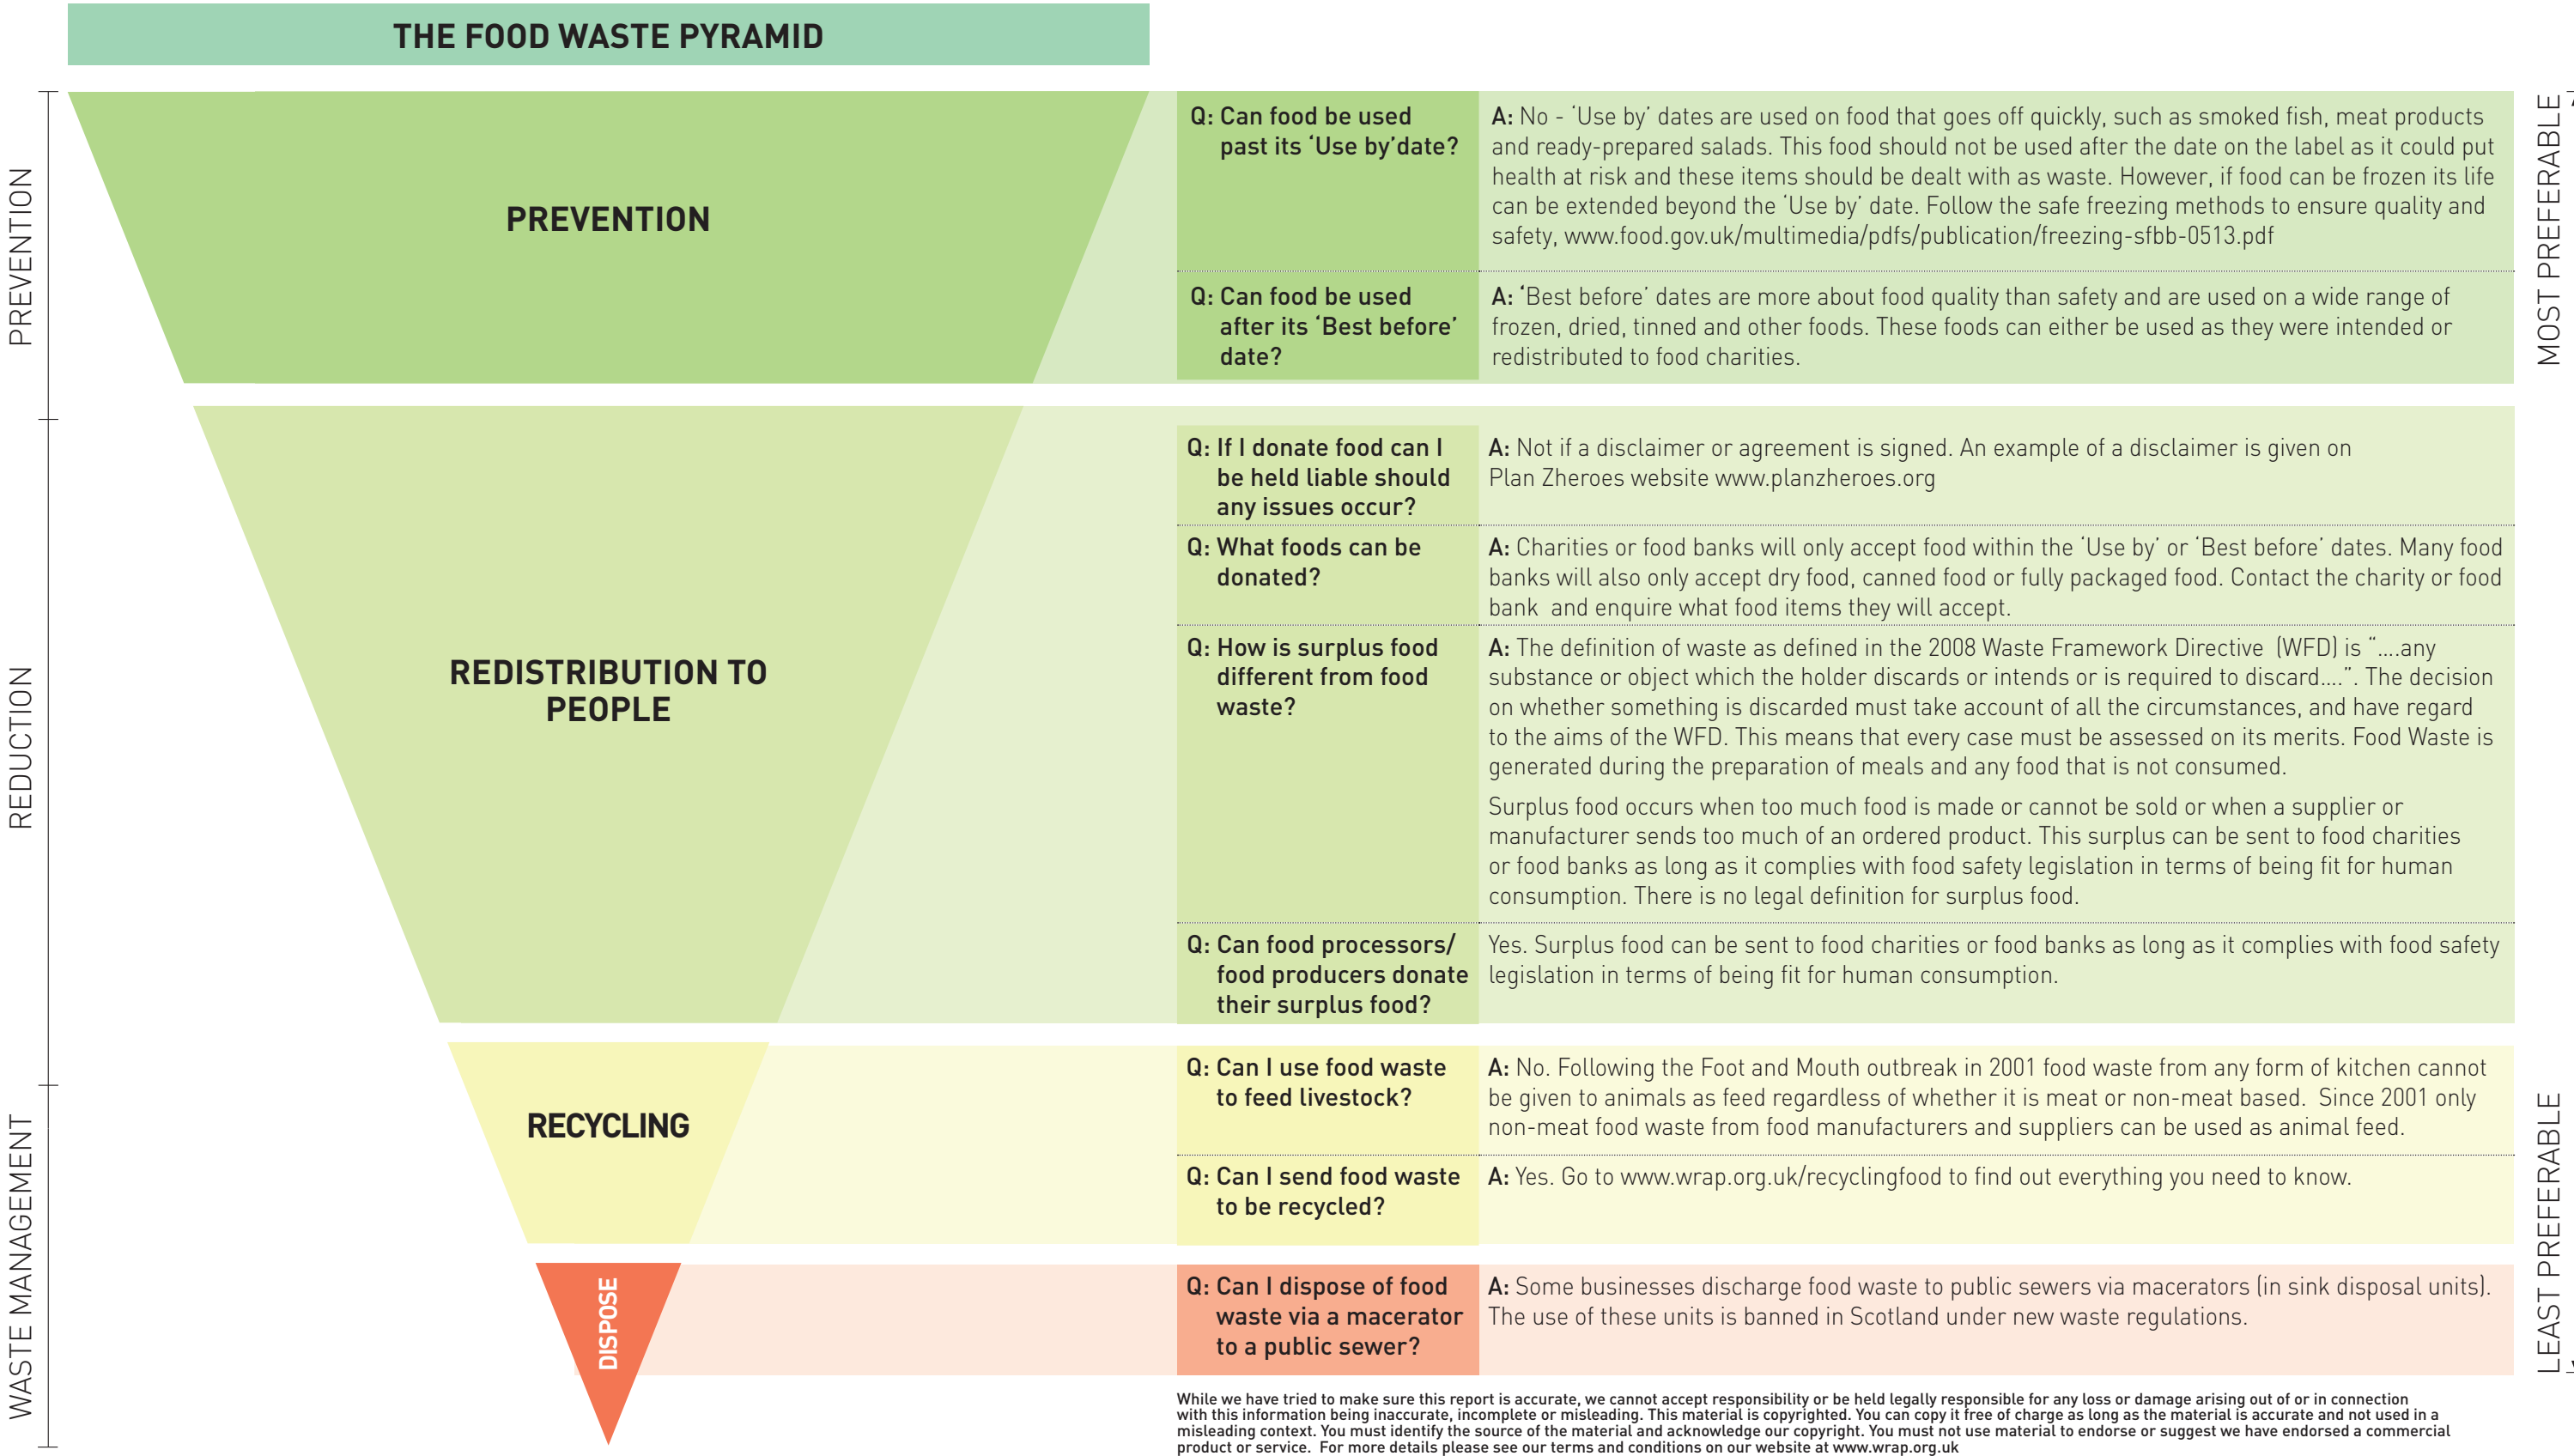 THE FOOD WASTE PYRAMID
PREVENTION
REDUCTION
WASTE MANAGEMENT
PREVENTION
REDISTRIBUTION TO
PEOPLE
RECYCLING
DISPOSE
Q: Can food be used
past its ‘Use by’date?
A: No - ‘Use by’ dates are used on food that goes off quickly, such as smoked fish, meat products
and ready-prepared salads. This food should not be used after the date on the label as it could put
health at risk and these items should be dealt with as waste. However, if food can be frozen its life
can be extended beyond the ‘Use by’ date. Follow the safe freezing methods to ensure quality and
safety, www.food.gov.uk/multimedia/pdfs/publication/freezing-sfbb-0513.pdf
Q: Can food be used
after its ‘Best before’
date?
A: ‘Best before’ dates are more about food quality than safety and are used on a wide range of
frozen, dried, tinned and other foods. These foods can either be used as they were intended or
redistributed to food charities.
Q: If I donate food can I
be held liable should
any issues occur?
A: Not if a disclaimer or agreement is signed. An example of a disclaimer is given on
Plan Zheroes website www.planzheroes.org
Q: What foods can be
donated?
A: Charities or food banks will only accept food within the ‘Use by’ or ‘Best before’ dates. Many food
banks will also only accept dry food, canned food or fully packaged food. Contact the charity or food
bank  and enquire what food items they will accept.
Q: How is surplus food
different from food
waste?
A: The definition of waste as defined in the 2008 Waste Framework Directive  (WFD) is “....any
substance or object which the holder discards or intends or is required to discard....”. The decision
on whether something is discarded must take account of all the circumstances, and have regard
to the aims of the WFD. This means that every case must be assessed on its merits. Food Waste is
generated during the preparation of meals and any food that is not consumed.
Surplus food occurs when too much food is made or cannot be sold or when a supplier or
manufacturer sends too much of an ordered product. This surplus can be sent to food charities
or food banks as long as it complies with food safety legislation in terms of being fit for human
consumption. There is no legal definition for surplus food.
Q: Can food processors/
food producers donate
their surplus food?
Yes. Surplus food can be sent to food charities or food banks as long as it complies with food safety
legislation in terms of being fit for human consumption.
Q: Can I use food waste
to feed livestock?
A: No. Following the Foot and Mouth outbreak in 2001 food waste from any form of kitchen cannot
be given to animals as feed regardless of whether it is meat or non-meat based.  Since 2001 only
non-meat food waste from food manufacturers and suppliers can be used as animal feed.
Q: Can I send food waste
to be recycled?
A: Yes. Go to www.wrap.org.uk/recyclingfood to find out everything you need to know.
Q: Can I dispose of food
waste via a macerator
to a public sewer?
A: Some businesses discharge food waste to public sewers via macerators (in sink disposal units).
The use of these units is banned in Scotland under new waste regulations.
MOST PREFERABLE
LEAST PREFERABLE
While we have tried to make sure this report is accurate, we cannot accept responsibility or be held legally responsible for any loss or damage arising out of or in connection
with this information being inaccurate, incomplete or misleading. This material is copyrighted. You can copy it free of charge as long as the material is accurate and not used in a
misleading context. You must identify the source of the material and acknowledge our copyright. You must not use material to endorse or suggest we have endorsed a commercial
product or service.  For more details please see our terms and conditions on our website at www.wrap.org.uk